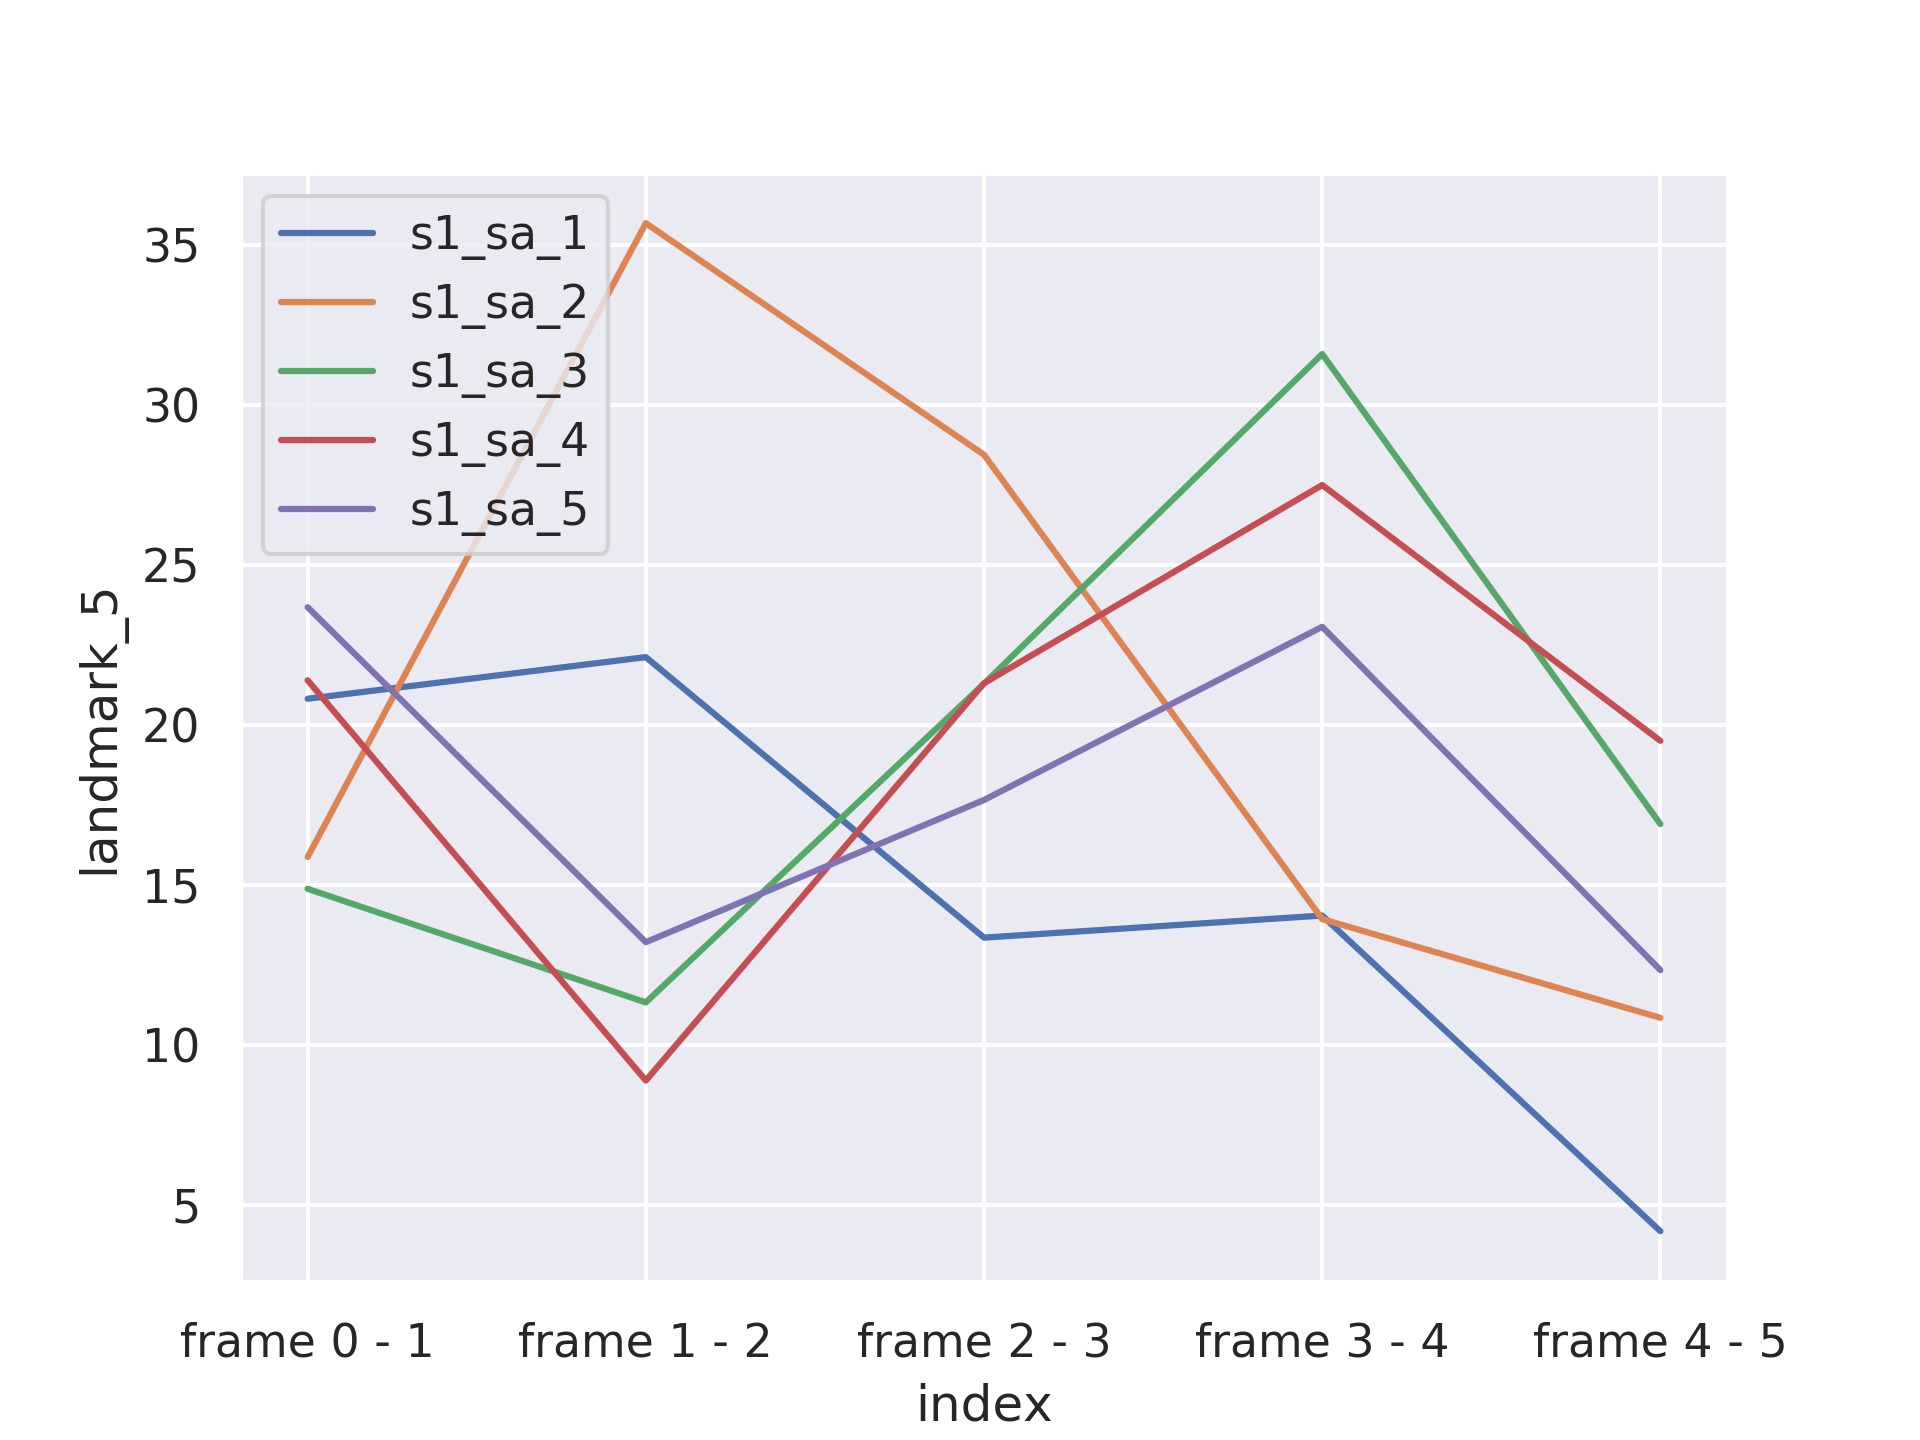 s1_sa_1
s1_sa_2
s1_sa_3
s1_sa_4
s1_sa_5
35
30
25
20
15
10
5
landmark_5
frame 0 - 1
frame 1 - 2
frame 2 - 3
frame 3 - 4
frame 4 - 5
index